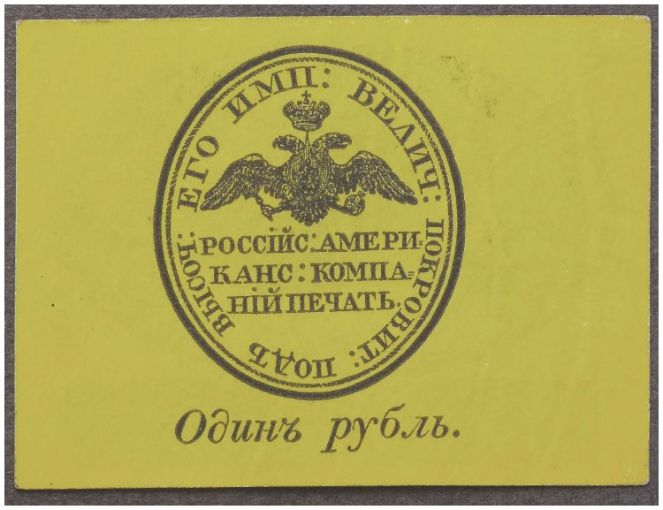 ПОДЪ ВЫСОЧ: ЕГО ИМП: ВЕЛИЧ: ПОКРОВИТ:
РОССІЙС: АМЕРИ-
КАНС: КОМПА=
НІЙ ПЕЧАТЬ.
Одинъ рубль.